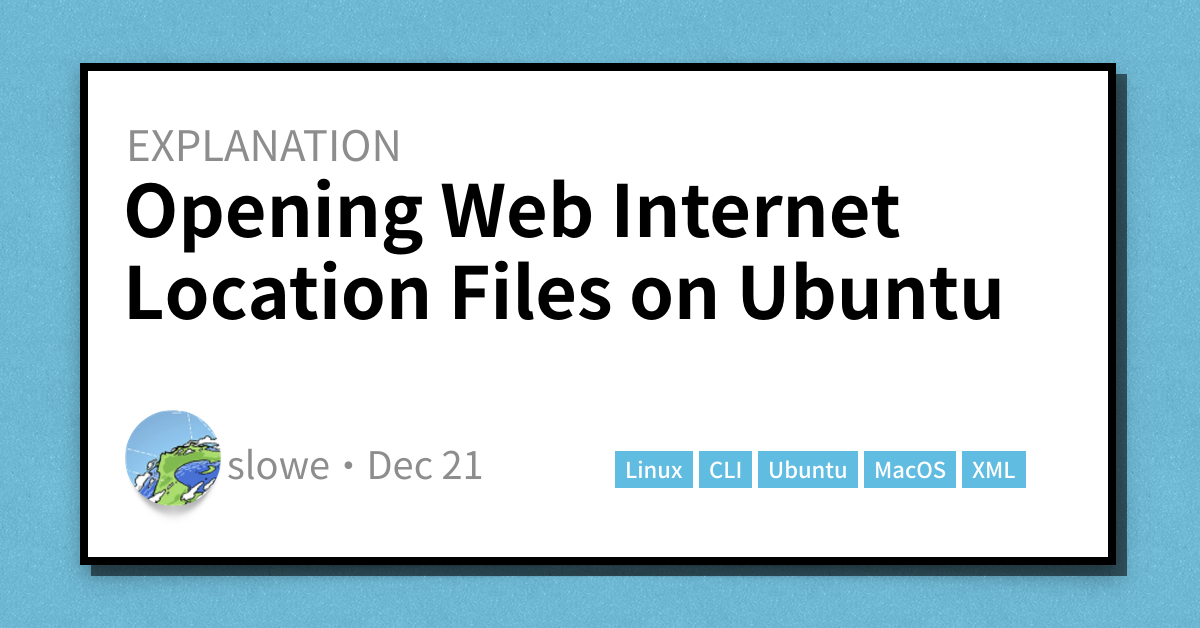 EXPLANATION
Opening Web Internet
Location Files on Ubuntu
slowe • Dec 21
Linux CLI Ubuntu MacOS XML